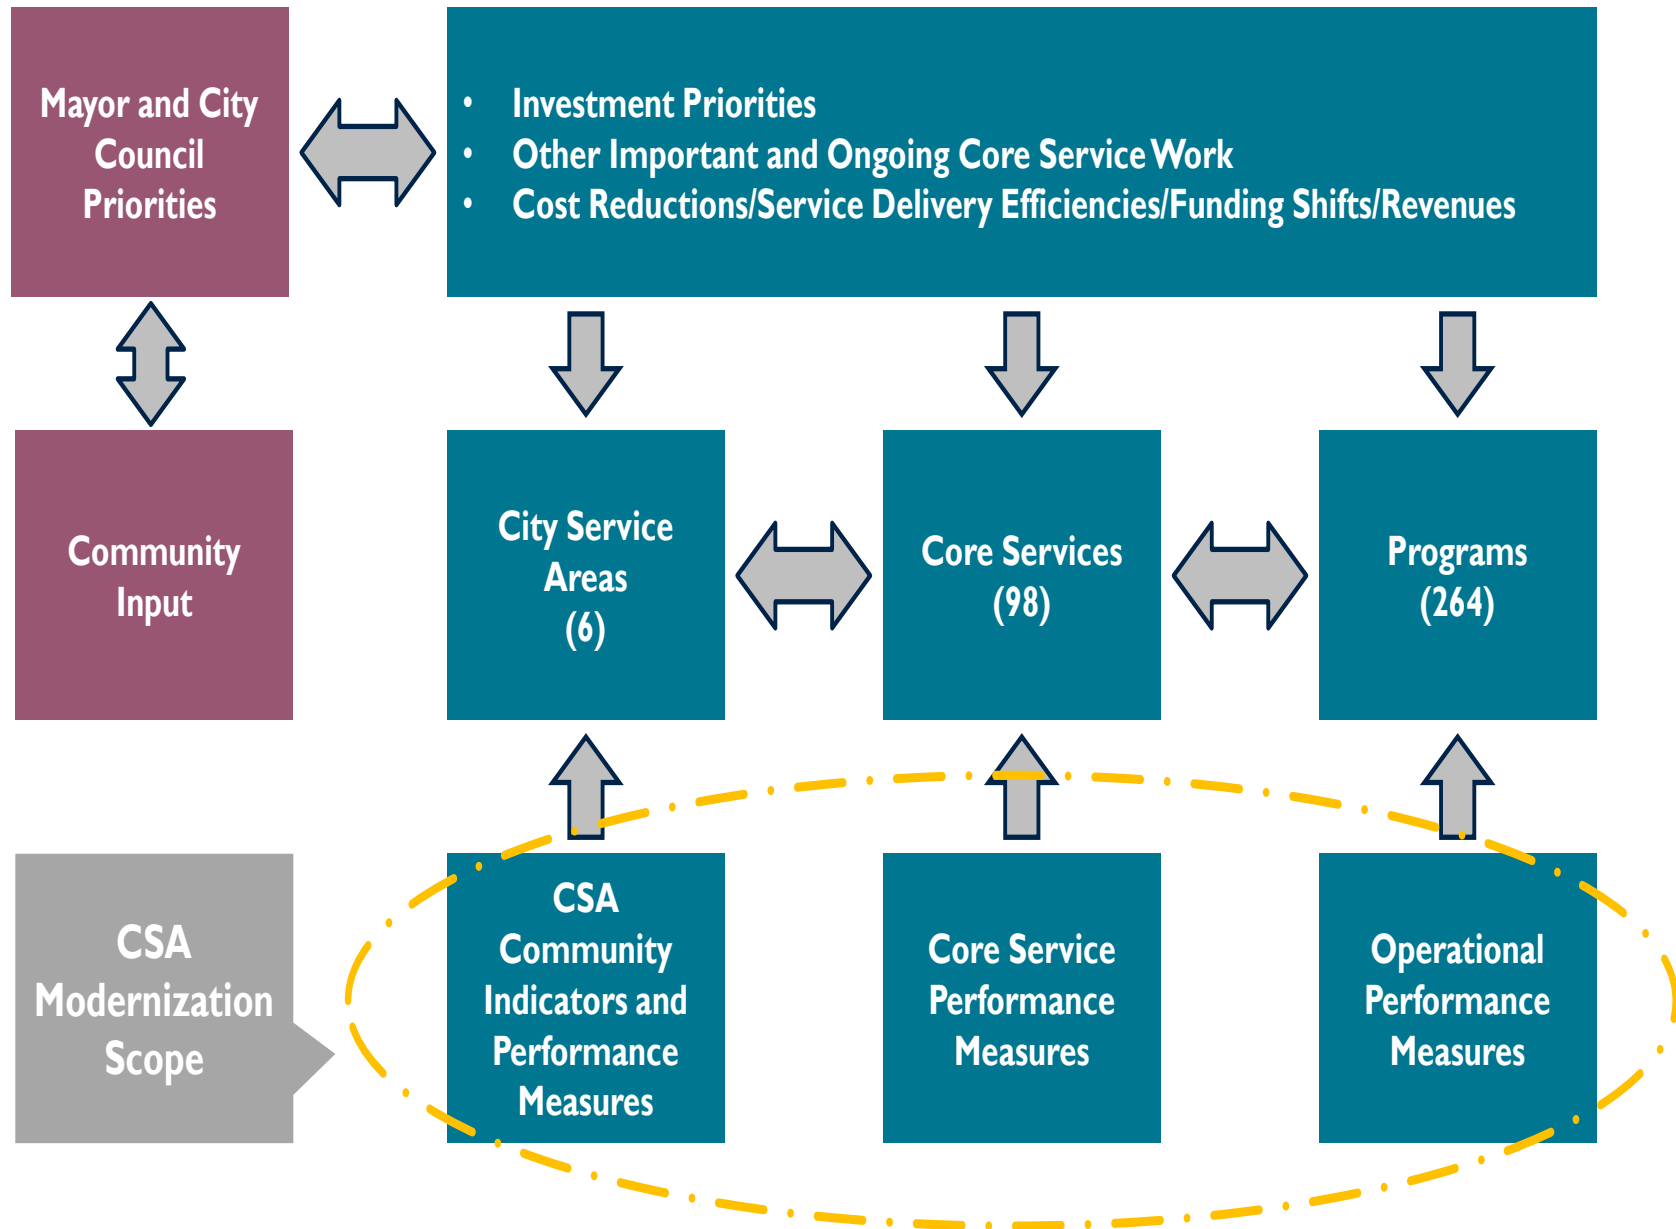 Mayor and City
Council
Priorities
• Investment Priorities
• Other Important and Ongoing Core Service Work
• Cost Reductions/Service Delivery Efficiencies/Funding Shifts/Revenues
Community
Input
City Service
Areas
(6)
Core Services
(98)
Programs
(264)
CSA
Modernization
Scope
CSA
Community
Indicators and
Performance
Measures
Core Service
Performance
Measures
Operational
Performance
Measures